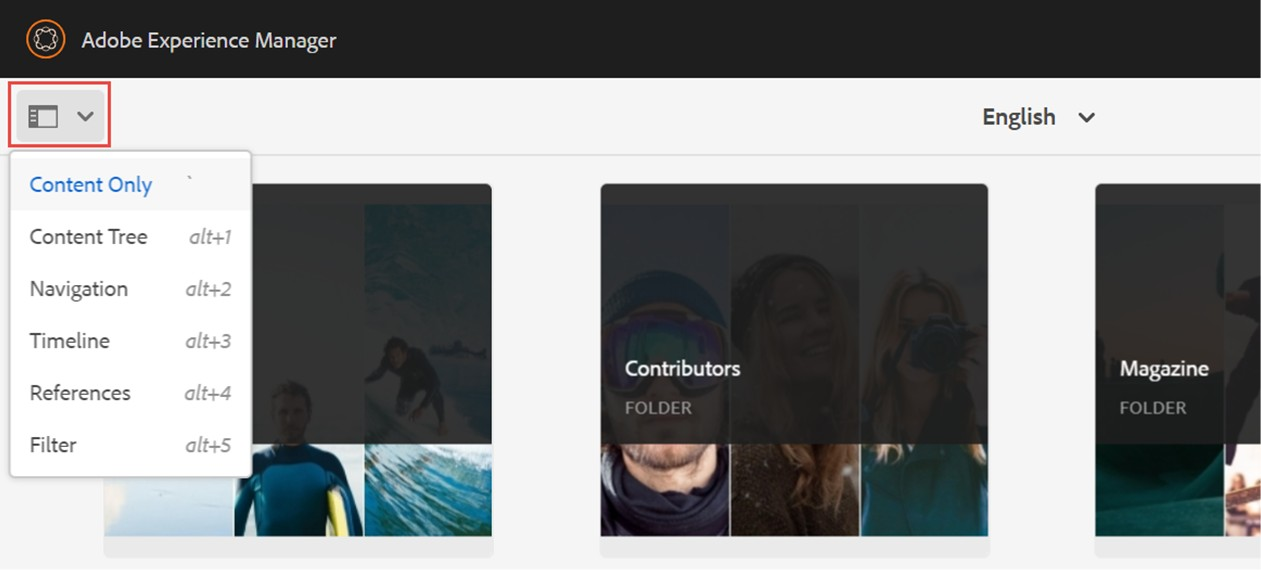 Adobe Experience Manager
English
Content Only `
Content Tree alt+1
Navigation alt+2
Timeline alt+3
References alt+4
Filter alt+5
Contributors
FOLDER
Magazine
FOLDER